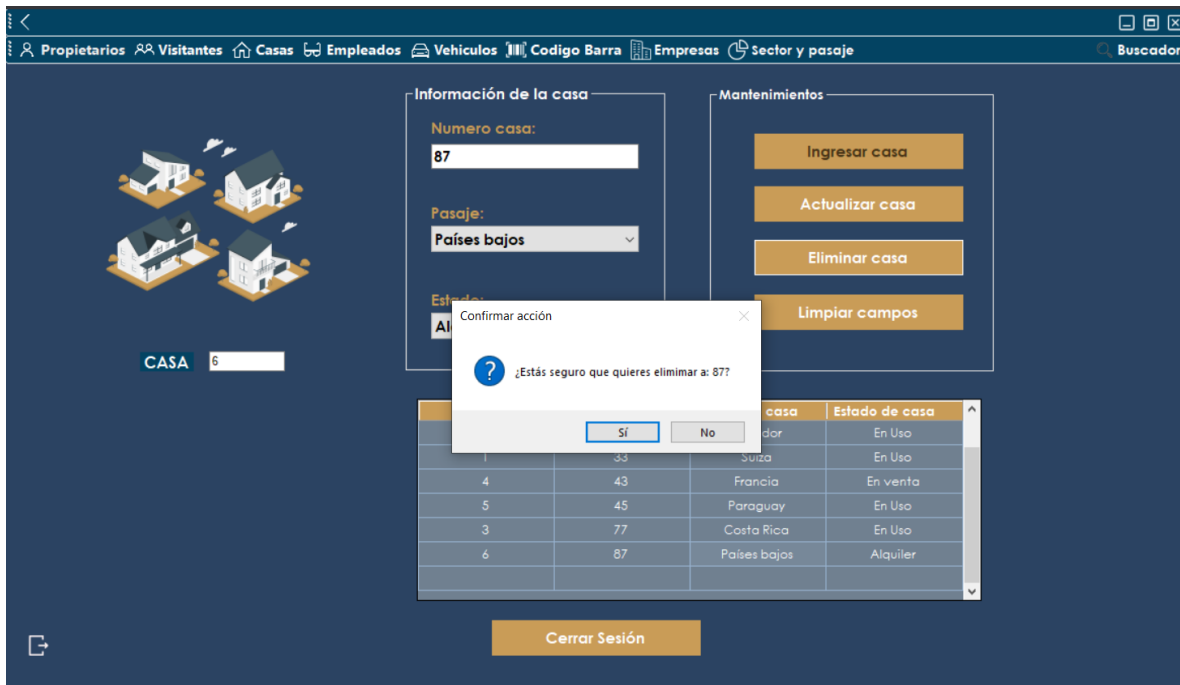 Propietarios Visitantes Casas Empleados Vehiculos Codigo Barra Empresas Sector y pasaje Buscador
Información de la casa
Numero casa:
87
Pasaje:
Países bajos
Mantenimientos
Ingresar casa
Actualizar casa
Eliminar casa
Limpiar campos
CASA 6
Confirmar acción
¿Estás seguro que quieres elimimar a: 87?
Sí No
casa Estado de casa
En Uso
1 33 Suiza En Uso
4 43 Francia En venta
5 45 Paraguay En Uso
3 77 Costa Rica En Uso
6 87 Países bajos Alquiler
Cerrar Sesión